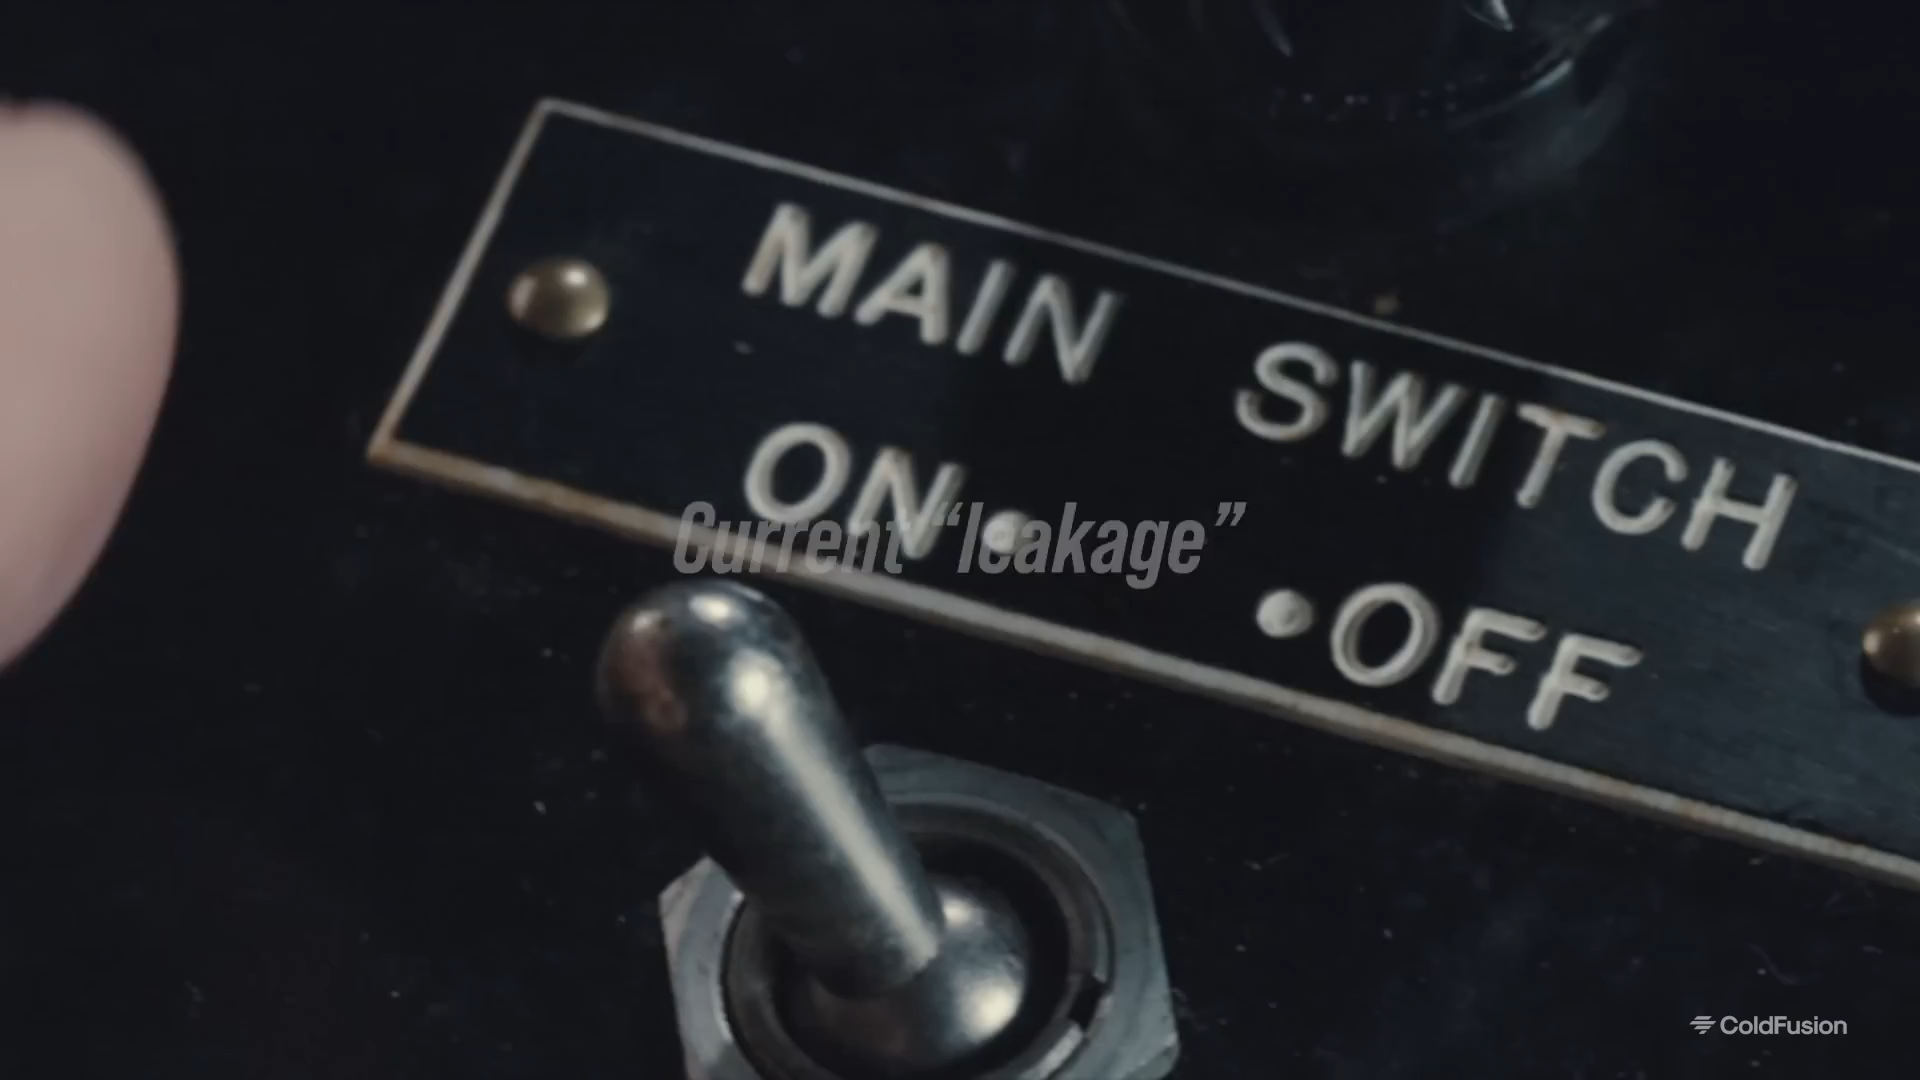 MAIN SWITCH
ON
OFF
Current “leakage”
ColdFusion